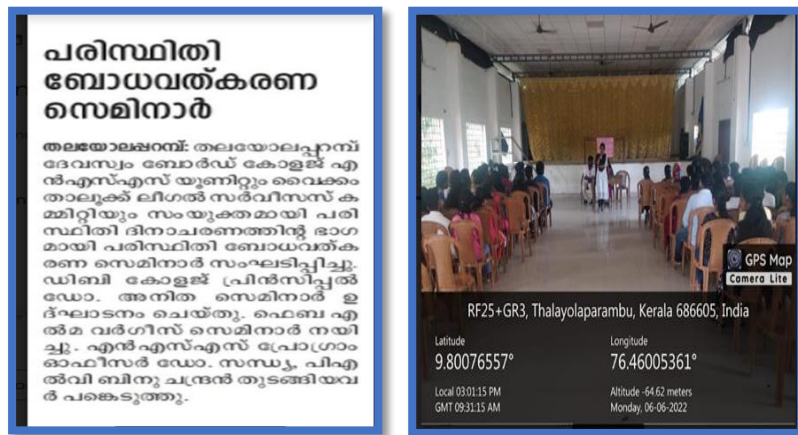 പരിസ്ഥിതി
ബോധവത്കരണ
സെമിനാർ
തലയോലപ്പറമ്പ്: തലയോലപ്പറമ്പ്
ദേവസ്വം ബോർഡ് കോളജ് എ
ൻഎസ്എസ് യൂണിറ്റും വൈക്കം
താലൂക്ക് ലീഗൽ സർവീസസ് ക
മ്മിറ്റിയും സംയുക്തമായി പരി
സ്ഥിതി ദിനാചരണത്തിന്റ ഭാഗ
മായി പരിസ്ഥിതി ബോധവത്ക
രണ സെമിനാർ സംഘടിപ്പിച്ചു.
ഡിബി കോളജ് പ്രിൻസിപ്പൽ
ഡോ. അനിത സെമിനാർ ഉ
ദ്ഘാടനം ചെയ്തു. ഫെബ എ
ൽമ വർഗീസ് സെമിനാർ നയി
ച്ചു. എൻഎസ്എസ് പ്രോഗ്രാം
ഓഫീസർ ഡോ. സന്ധ്യ, പിഎ
ൽവി ബിനു ചന്ദ്രൻ തുടങ്ങിയവ
ർ പങ്കെടുത്തു.
GPS Map
Camera Lite
RF25+GR3, Thalayolaparambu, Kerala 686605, India
Latitude
9.80076557°
Longitude
76.46005361°
Local 03:01:15 PM
GMT 09:31:15 AM
Altitude -64.62 meters
Monday, 06-06-2022